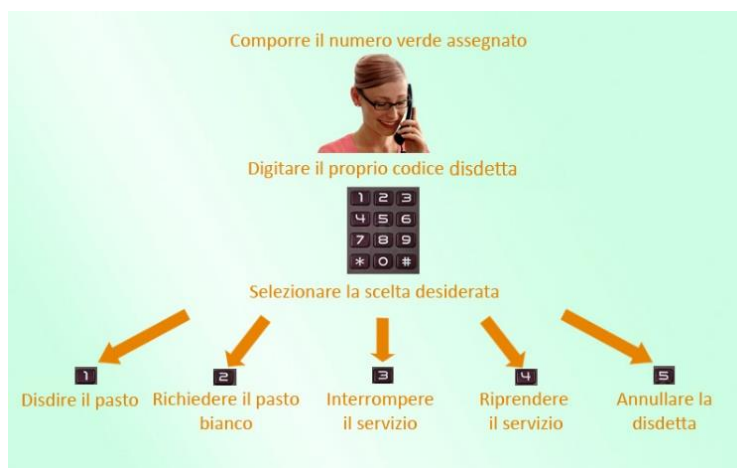 Comporre il numero verde assegnato
Digitare il proprio codice disdetta
1 2 3
4 5 6
7 8 9
* 0 #
Selezionare la scelta desiderata
1
Disdire il pasto
2
Richiedere il pasto
bianco
3
Interrompere
il servizio
4
Riprendere
il servizio
5
Annullare la
disdetta